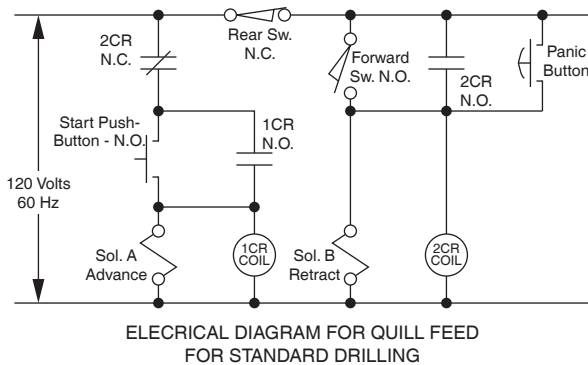 2CR
N.C.
Rear Sw.
N.C.
Forward
Sw. N.O.
2CR
N.O.
Panic
Button
Start Push-
Button - N.O.
1CR
N.O.
120 Volts
60 Hz
Sol. A
Advance
1CR
COIL
Sol. B
Retract
2CR
COIL
ELECRICAL DIAGRAM FOR QUILL FEED
FOR STANDARD DRILLING